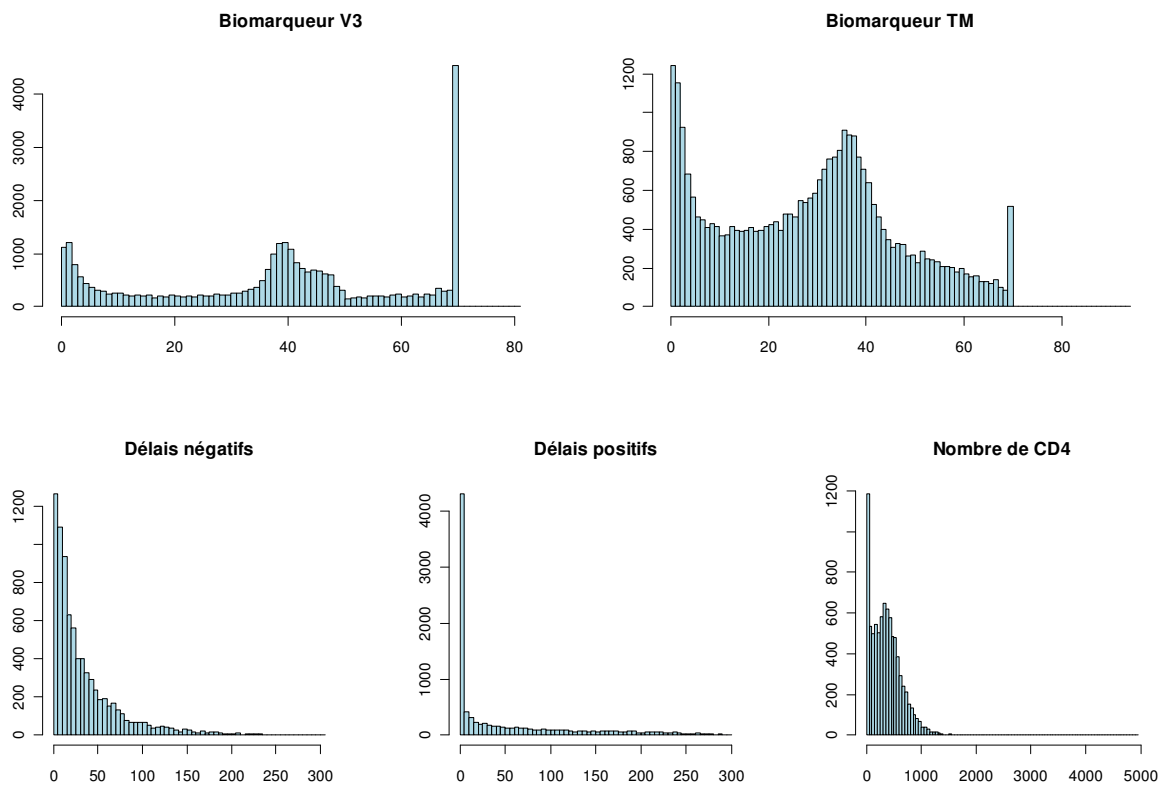 Biomarqueur V3
0 1000 2000 3000 4000
0 20 40 60 80
Biomarqueur TM
0 200 400 600 800 1200
0 20 40 60 80
Délais négatifs
0 200 400 600 800 1200
0 50 100 150 200 250 300
Délais positifs
0 1000 2000 3000 4000
0 50 100 150 200 250 300
Nombre de CD4
0 200 400 600 800 1200
0 1000 2000 3000 4000 5000